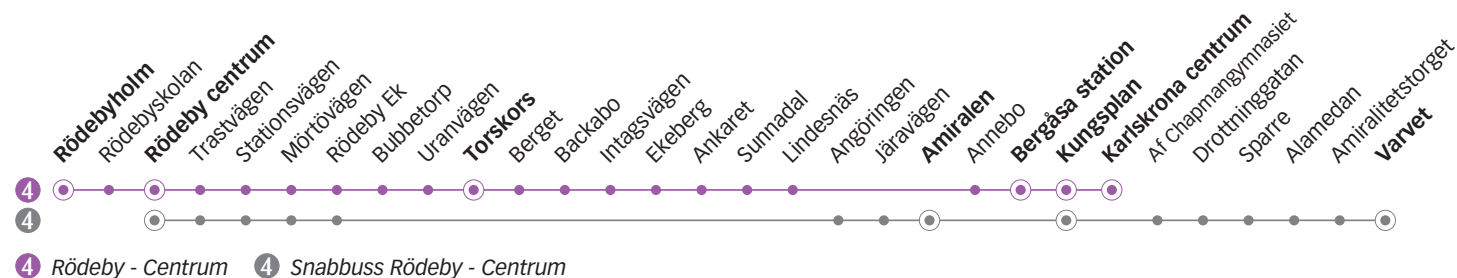 Rödebyholm
Rödebyskolan
Rödeby centrum
Trastvägen
Stationsvägen
Mörtövägen
Rödeby Ek
Bubbetorp
Uranvägen
Torskors
Berget
Backabo
Intagsvägen
Ekeberg
Ankaret
Sunnadal
Lindesnäs
Angöringen
Järavägen
Amiralen
Annebo
Bergåsa station
Kungsplan
Karlskrona centrum
Af Chapmangymnasiet
Drottninggatan
Sparre
Alamedan
Amiralitetstorget
Varvet
4
4
4 Rödeby - Centrum 4 Snabbuss Rödeby - Centrum